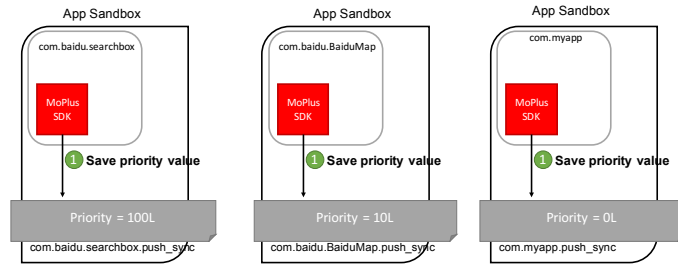 App Sandbox
com.baidu.searchbox
MoPlus
SDK
1 Save priority value
Priority = 100L
com.baidu.searchbox.push_sync
App Sandbox
com.baidu.BaiduMap
MoPlus
SDK
1 Save priority value
Priority = 10L
com.baidu.BaiduMap.push_sync
App Sandbox
com.myapp
MoPlus
SDK
1 Save priority value
Priority = 0L
com.myapp.push_sync